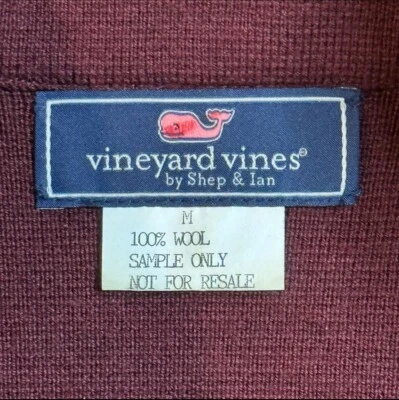 vineyard vines®
by Shep & Ian
M
100% WOOL
SAMPLE ONLY
NOT FOR RESALE